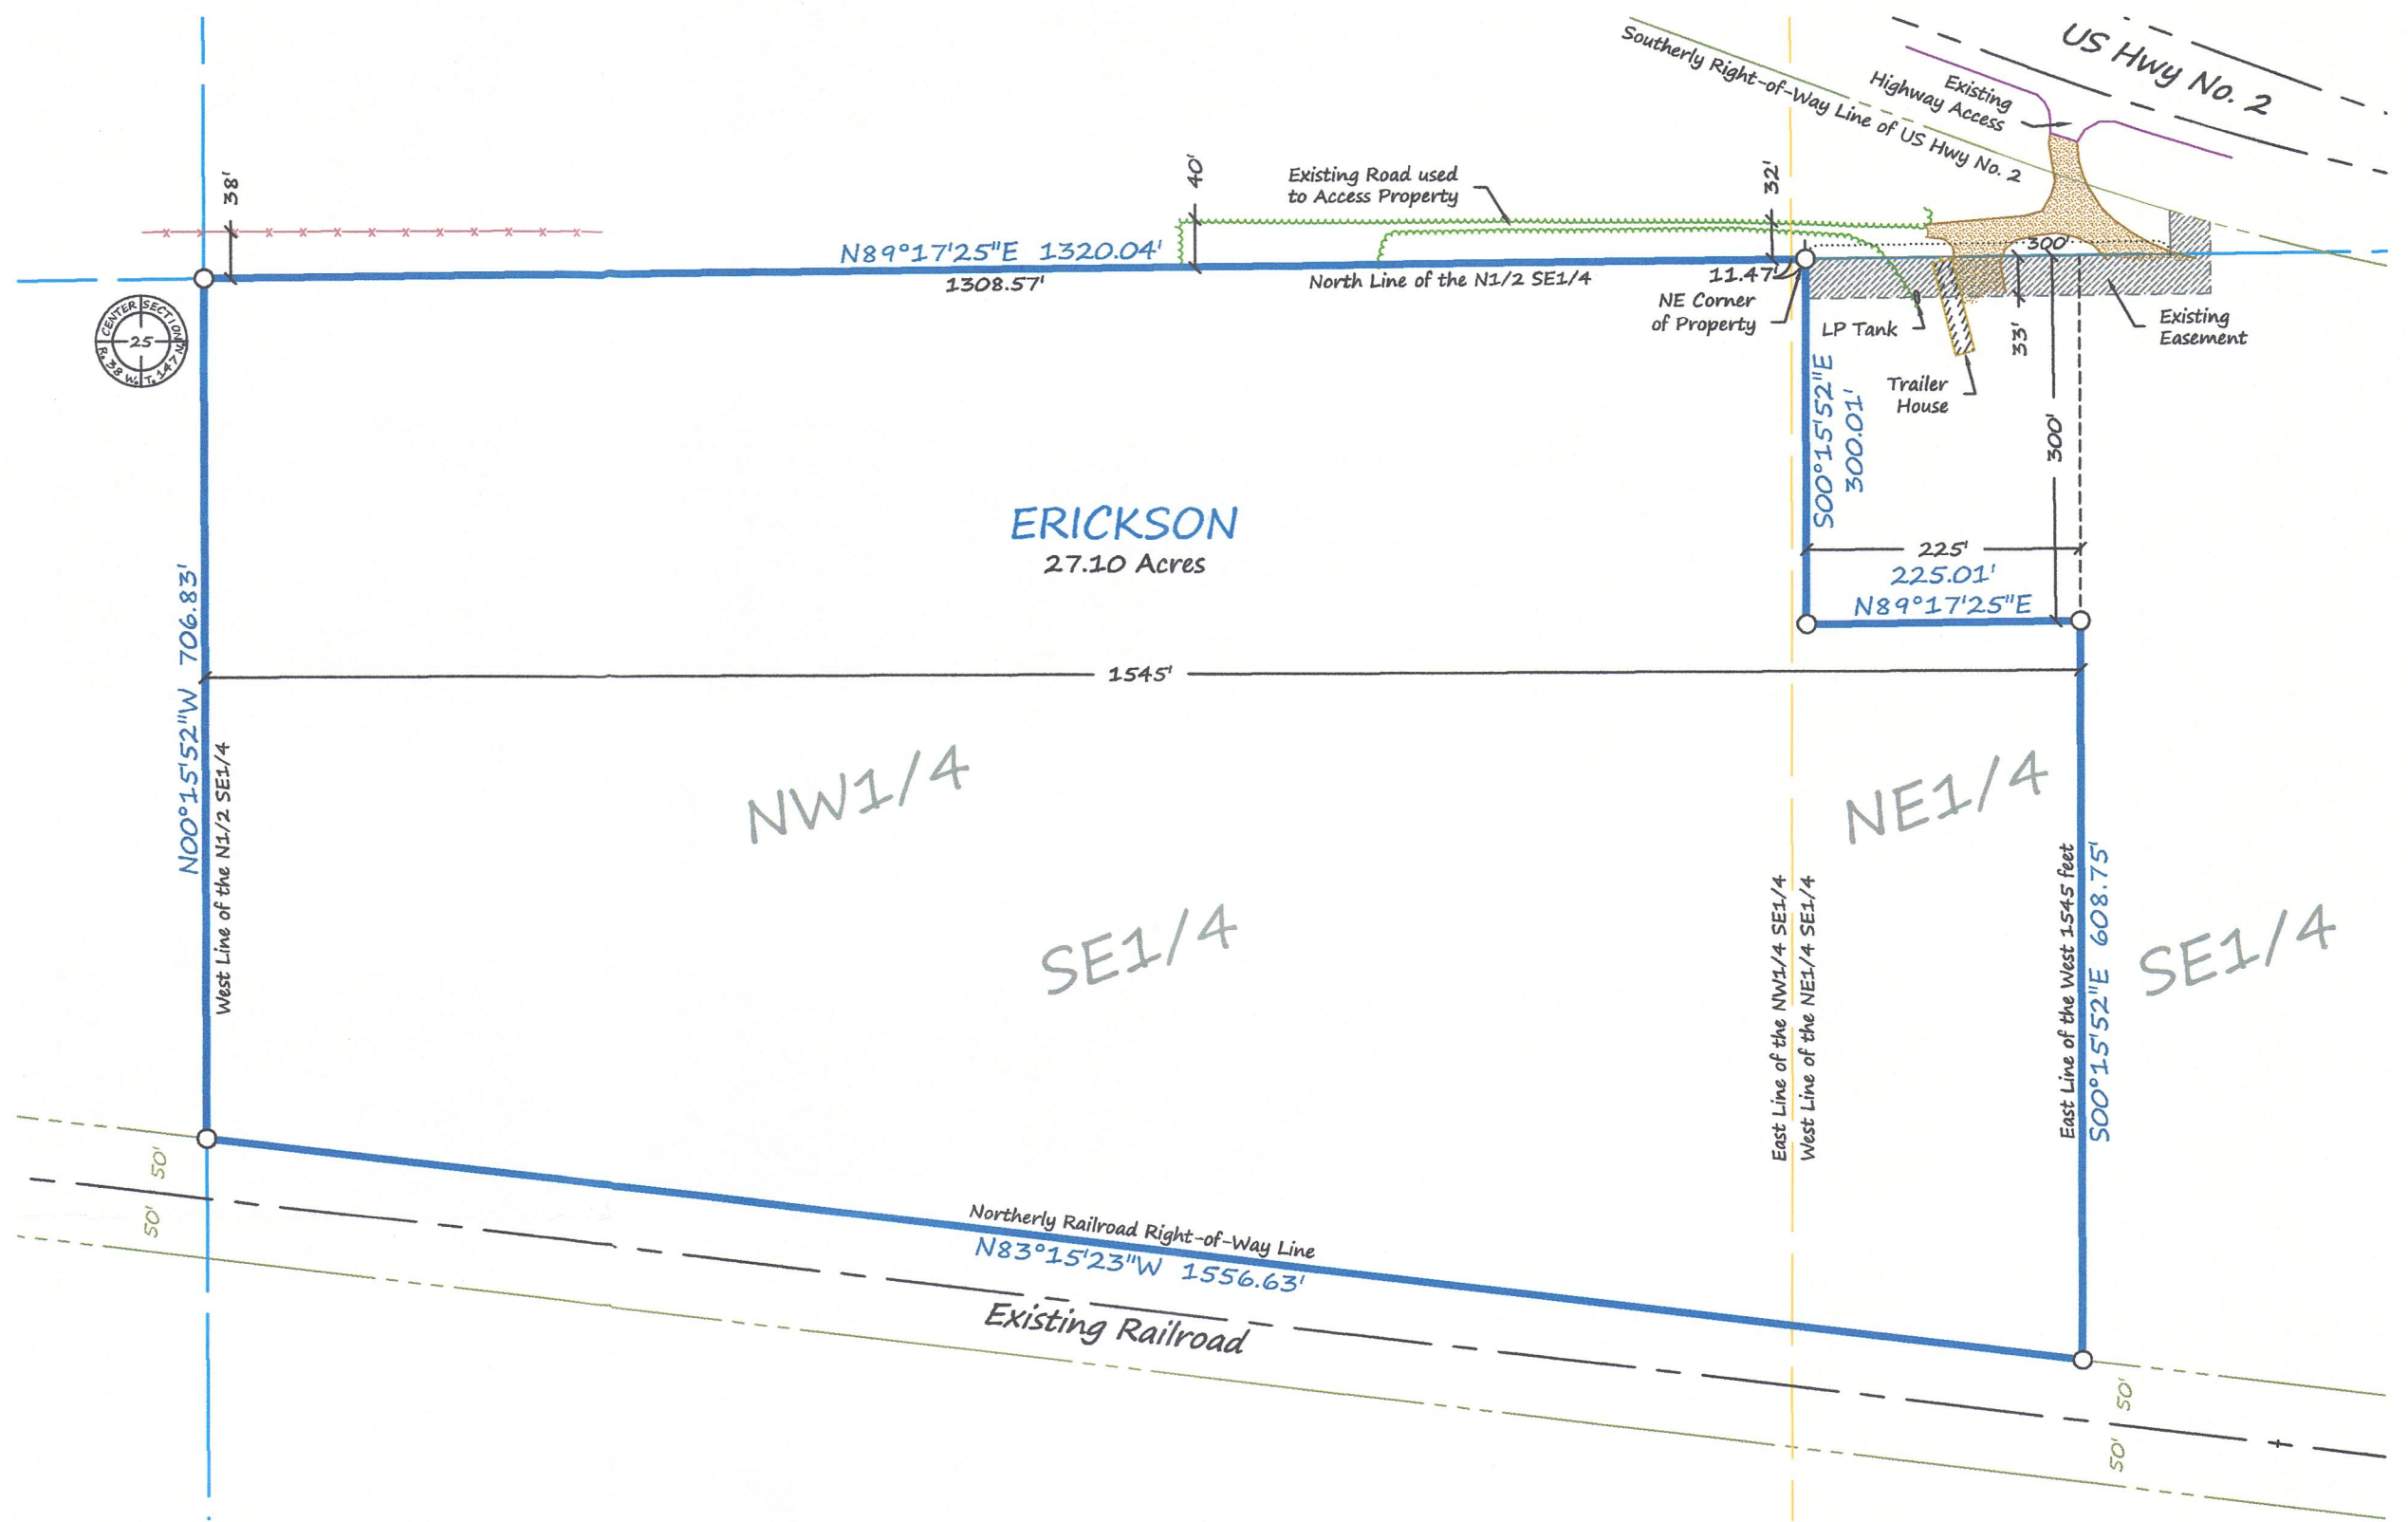 US Hwy No. 2
Southerly Right-of-Way Line of US Hwy No. 2
Existing
Highway Access
38'
40'
Existing Road used
to Access Property
32'
N89°17'25"E 1320.04'
1308.57'
North Line of the N1/2 SE1/4
11.47'
300'
NE Corner
of Property
LP Tank
33'
Existing
Easement
Trailer
House
CENTER SECTION
25
R. 38 W. T. 147 N.
S00°15'52"E
300.01'
300'
ERICKSON
27.10 Acres
225'
225.01'
N89°17'25"E
N00°15'52"W 706.83'
West Line of the N1/2 SE1/4
1545'
NW1/4
SE1/4
NE1/4
SE1/4
East Line of the NW1/4 SE1/4
West Line of the NE1/4 SE1/4
East Line of the West 1545 feet
S00°15'52"E 608.75'
50'
50'
Northerly Railroad Right-of-Way Line
N83°15'23"W 1556.63'
Existing Railroad
50'
50'